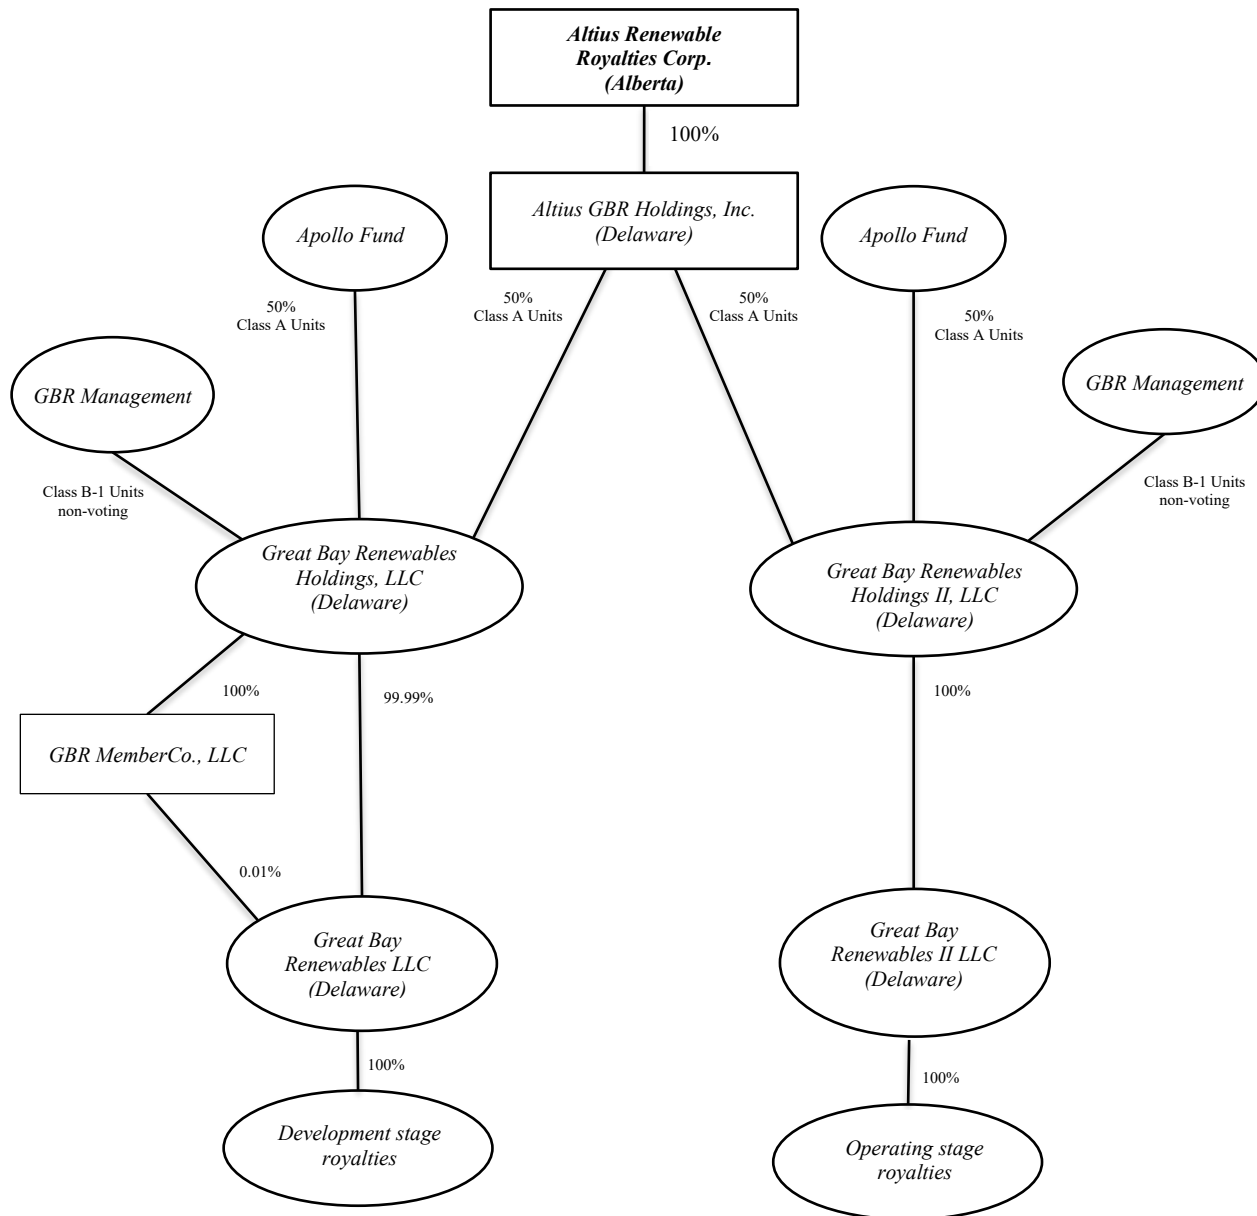 Altius Renewable
Royalties Corp.
(Alberta)
100%
Altius GBR Holdings, Inc.
(Delaware)
Apollo Fund
Apollo Fund
50%
Class A Units
50%
Class A Units
50%
Class A Units
50%
Class A Units
GBR Management
GBR Management
Class B-1 Units
non-voting
Class B-1 Units
non-voting
Great Bay Renewables
Holdings, LLC
(Delaware)
Great Bay Renewables
Holdings II, LLC
(Delaware)
100%
99.99%
100%
GBR MemberCo., LLC
0.01%
Great Bay
Renewables LLC
(Delaware)
Great Bay
Renewables II LLC
(Delaware)
100%
100%
Development stage
royalties
Operating stage
royalties